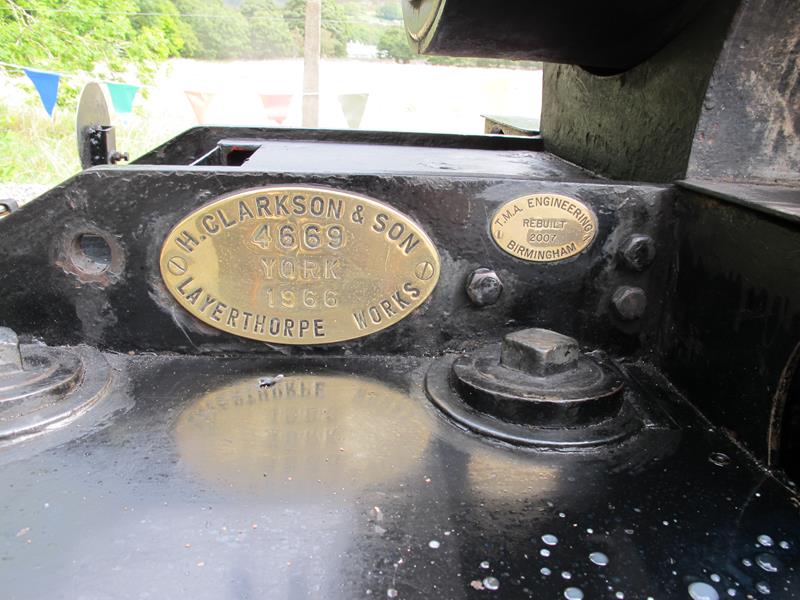 H. CLARKSON & SON
4669
YORK
1966
LAYERTHORPE WORKS
T.M.A. ENGINEERING
REBUILT
2007
BIRMINGHAM